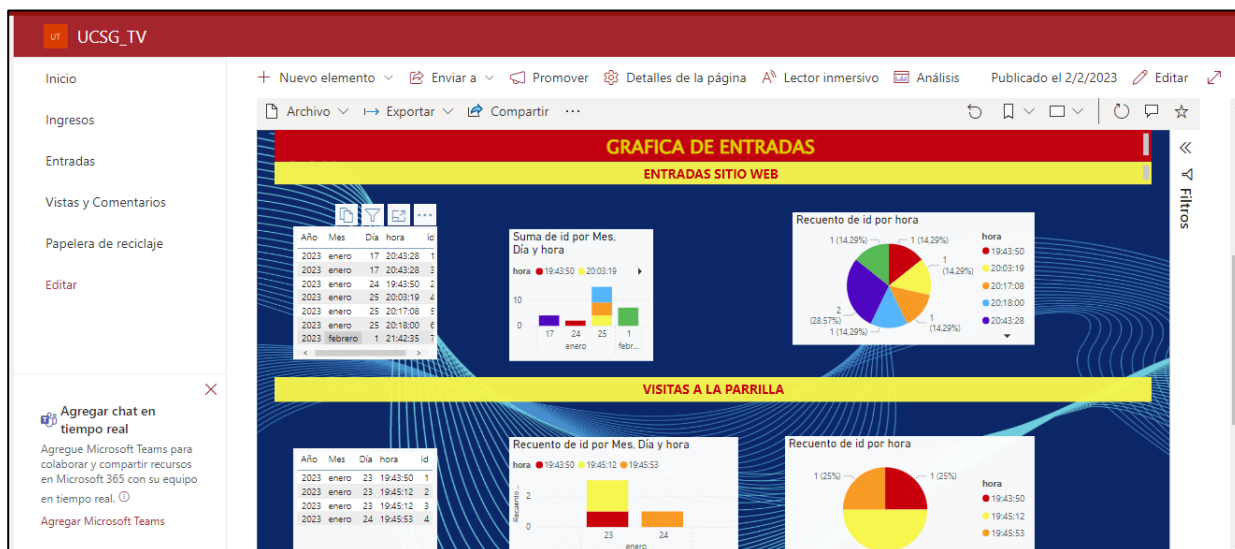 UT UCSG_TV
Inicio
Ingresos
Entradas
Vistas y Comentarios
Papelera de reciclaje
Editar
Nuevo elemento Enviar a Promover Detalles de la página Lector inmersivo Análisis Publicado el 2/2/2023 Editar
Archivo Exportar Compartir ...
GRAFICA DE ENTRADAS
ENTRADAS SITIO WEB
Año Mes Día hora id
2023 enero 17 20:43:28 1
2023 enero 17 20:43:28 3
2023 enero 24 19:43:50 2
2023 enero 25 20:03:19 4
2023 enero 25 20:17:08 5
2023 enero 25 20:18:00 6
2023 febrero 1 21:42:35 7
Suma de id por Mes,
Día y hora
hora 19:43:50 20:03:19
10
0
17 24 25 1
enero febr...
Recuento de id por hora
1 (14,29%) 1 (14,29%)
1
(14,29%)
1
(14,29%)
1 (14,29%)
2
(28,57%)
hora
19:43:50
20:03:19
20:17:08
20:18:00
20:43:28
Filtros
VISITAS A LA PARRILLA
Año Mes Día hora id
2023 enero 23 19:43:50 1
2023 enero 23 19:45:12 2
2023 enero 23 19:45:12 3
2023 enero 24 19:45:53 4
Recuento de id por Mes, Día y hora
hora 19:43:50 19:45:12 19:45:53
Recuento...
2
0
23 24
enero
Recuento de id por hora
1 (25%) 1 (25%)
hora
19:43:50
19:45:12
19:45:53
Agregar chat en
tiempo real
Agregue Microsoft Teams para
colaborar y compartir recursos
en Microsoft 365 con su equipo
en tiempo real.
Agregar Microsoft Teams